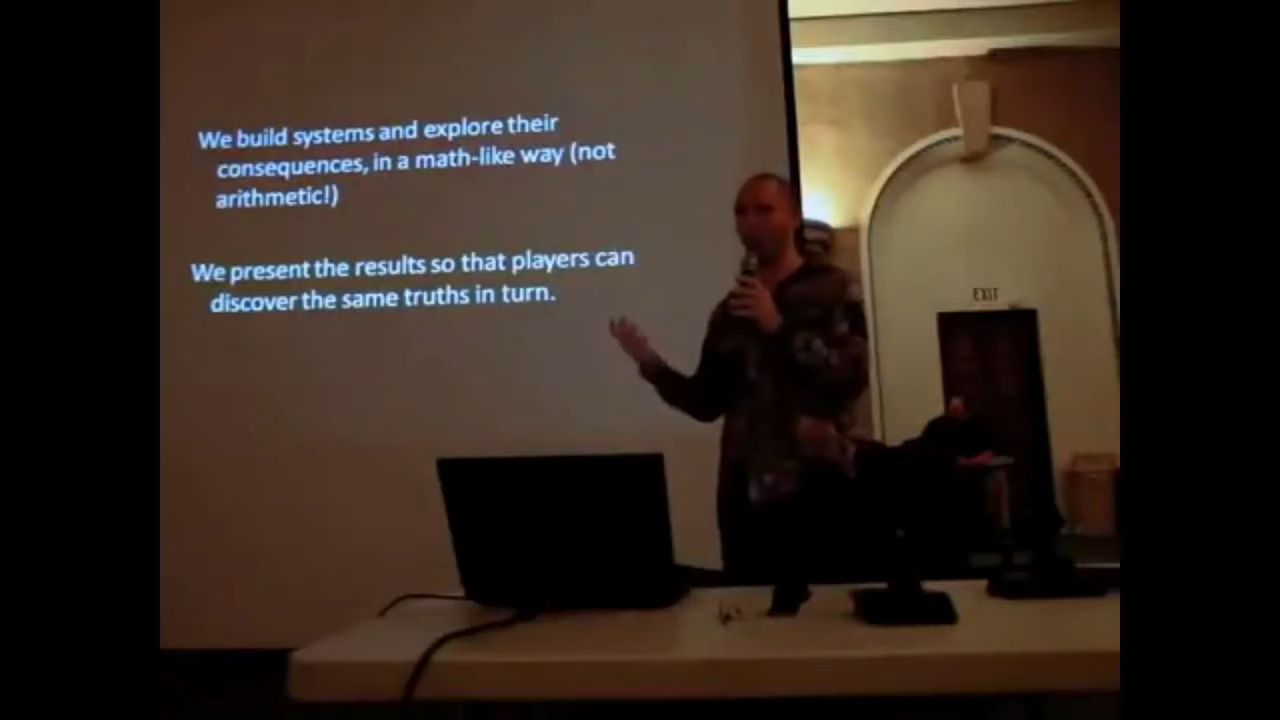 We build systems and explore their
consequences, in a math-like way (not
arithmetic!)
We present the results so that players can
discover the same truths in turn.
EXIT